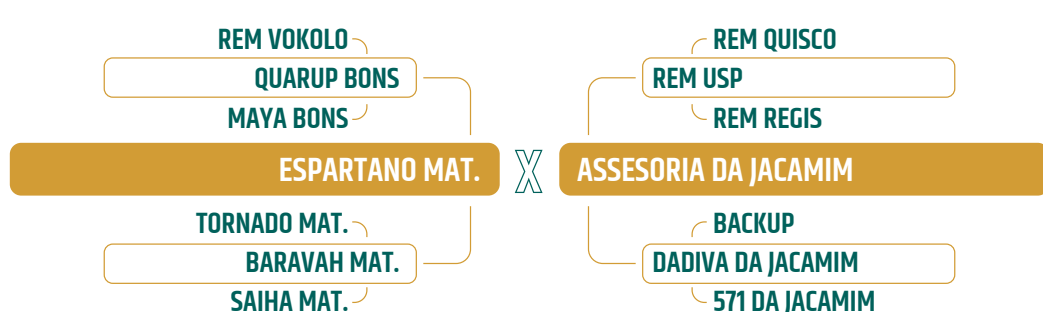 REM VOKOLO
QUARUP BONS
MAYA BONS
ESPARTANO MAT.
TORNADO MAT.
BARAVAH MAT.
SAIHA MAT.
X
REM QUISCO
REM USP
REM REGIS
ASSESORIA DA JACAMIM
BACKUP
DADIVA DA JACAMIM
571 DA JACAMIM